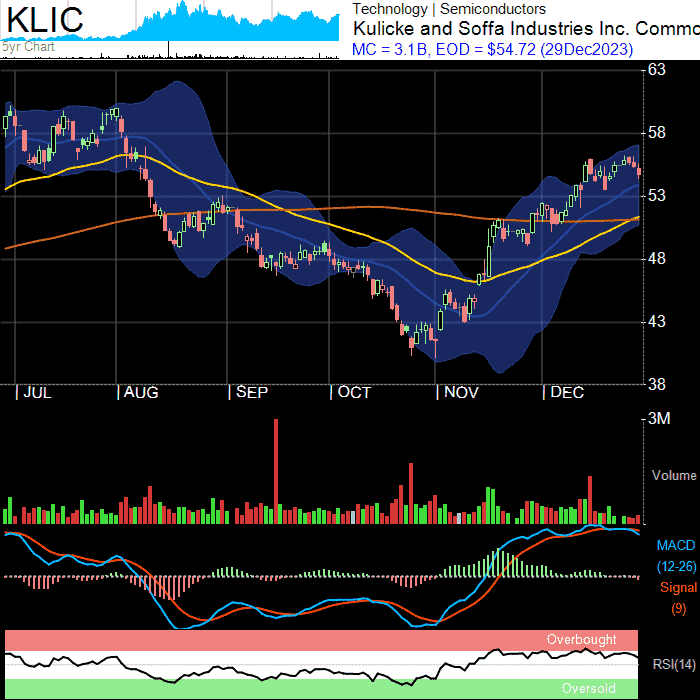 KLIC
5yr Chart
Technology | Semiconductors
Kulicke and Soffa Industries Inc. Commo
MC = 3.1B, EOD = $54.72 (29Dec2023)
63
58
53
48
43
38
| JUL | AUG | SEP | OCT | NOV | DEC
3M
Volume
MACD
(12-26)
Signal
(9)
Overbought
RSI(14)
Oversold